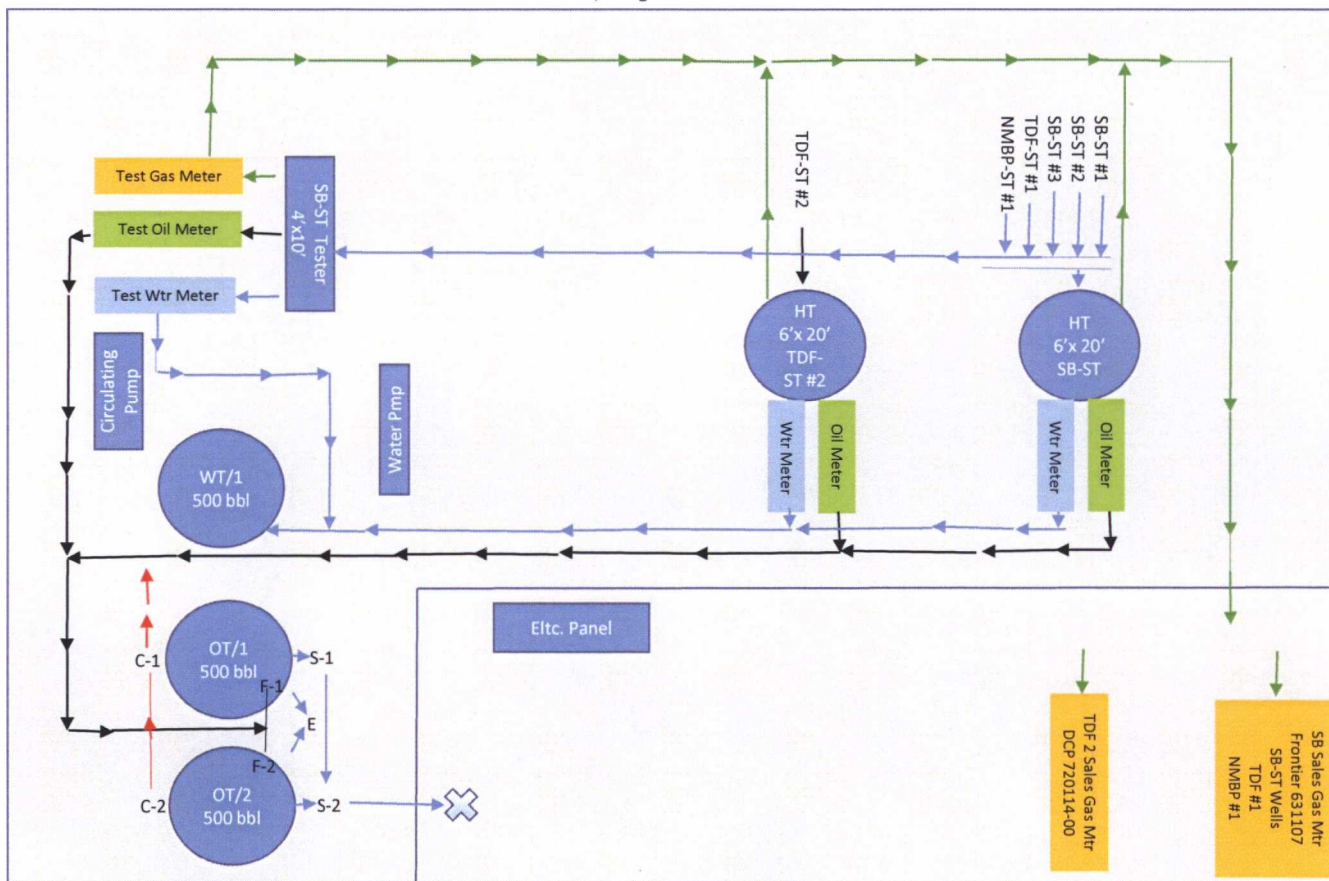 Test Gas Meter
Test Oil Meter
Test Wtr Meter
SB-ST Tester
4'x10'
TDF-ST #2
SB-ST #1
SB-ST #2
SB-ST #3
TDF-ST #1
NMBP-ST #1
HT
6'x 20'
TDF-
ST #2
HT
6'x 20'
SB-ST
Circulating
Pump
Water Pmp
Wtr Meter
Oil Meter
Wtr Meter
Oil Meter
WT/1
500 bbl
OT/1
500 bbl
OT/2
500 bbl
C-1
C-2
F-1
F-2
E
S-1
S-2
Eltc. Panel
TDF 2 Sales Gas Mtr
DCP 720114-00
SB Sales Gas Mtr
Frontier 631107
SB-ST Wells
TDF #1
NMBP #1